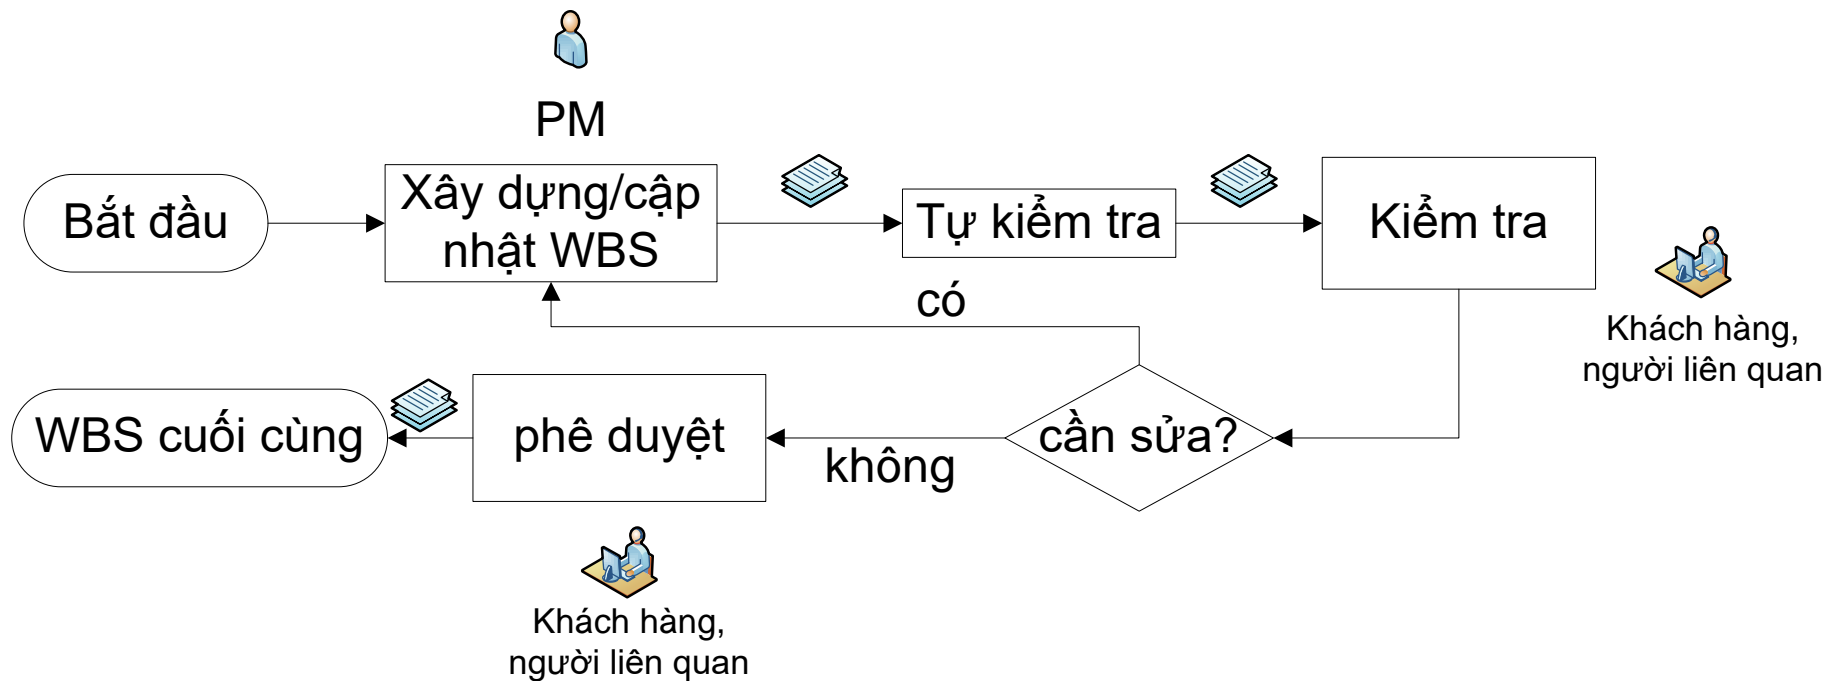 PM
Bắt đầu
Xây dựng/cập
nhật WBS
Tự kiểm tra
Kiểm tra
Khách hàng,
người liên quan
có
cần sửa?
không
phê duyệt
WBS cuối cùng
Khách hàng,
người liên quan